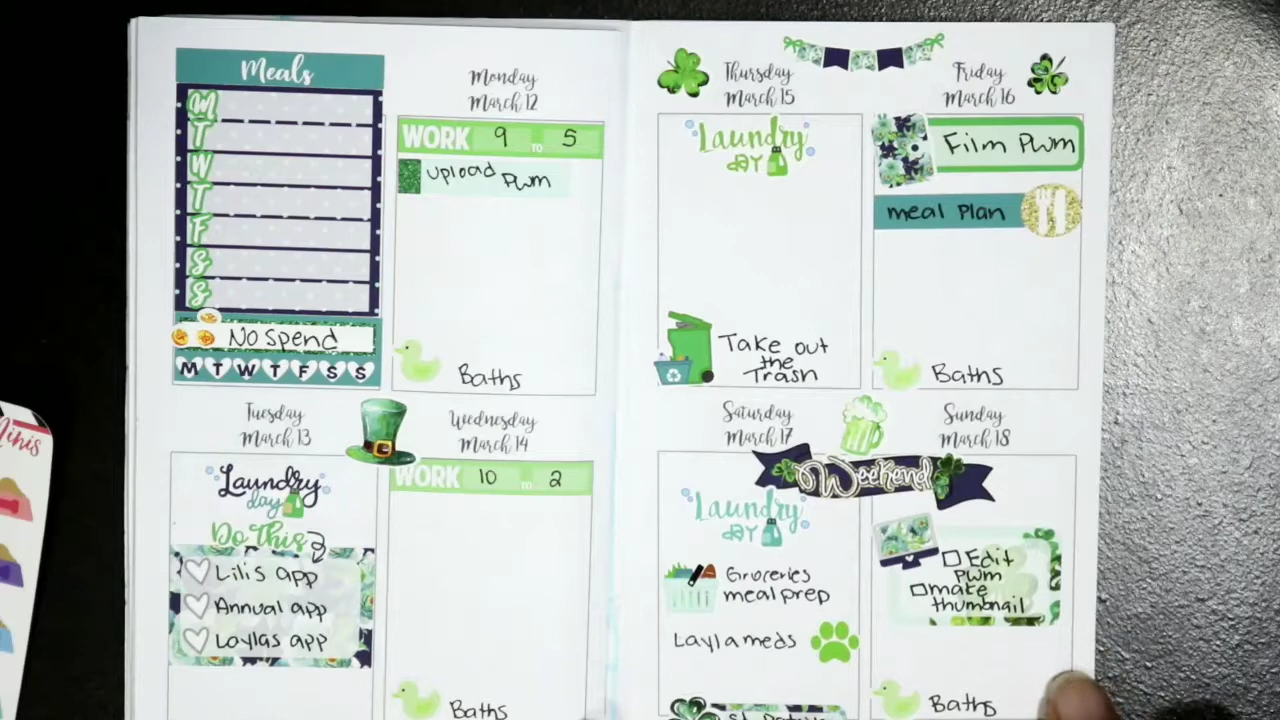 Meals
M
T
W
T
F
S
S
No spend
M T W T F S S
Monday
March 12
WORK 9 TO 5
upload PWM
Baths
Tuesday
March 13
Laundry
day
Do This
Lili's app
Annual app
Laylas app
Wednesday
March 14
WORK 10 TO 2
Baths
Thursday
March 15
Laundry
DAY
Take out
the
Trash
Friday
March 16
Film PWM
meal plan
Baths
Saturday
March 17
Weekend
Laundry
DAY
Groceries
meal prep
Layla meds
Sunday
March 18
Edit
PWM
make
thumbnail
Baths
Minis